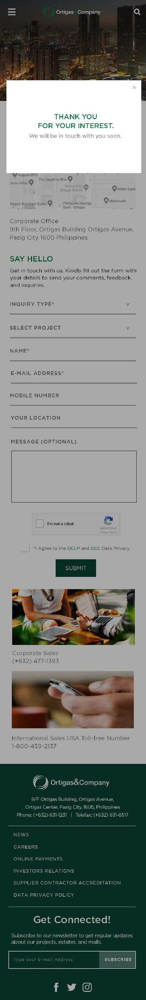 Ortigas&Company
x
THANK YOU
FOR YOUR INTEREST.
We will be in touch with you soon.
Acquire BPO
The Sapphire Bloc
Coron Villas
Marco Polo
Ortigas Manila
Metro Card
Metrowalk
Baguio Burnham Suites
Philippine Savings
Bank - Ortigas
Corporate Office
9th Floor, Ortigas Building Ortigas Avenue,
Pasig City 1600 Philippines
SAY HELLO
Get in touch with us. Kindly fill out the form with
your details to send your comments, feedback,
and inquiries.
INQUIRY TYPE*
SELECT PROJECT
NAME*
E-MAIL ADDRESS*
MOBILE NUMBER
YOUR LOCATION
MESSAGE (OPTIONAL)
I'm not a robot
reCAPTCHA
Privacy - Terms
*I Agree to the OCLP and CCC Data Privacy.
SUBMIT
Corporate Sales
(+632) 477-1393
International Sales USA Toll-free Number
1-800-459-2137
Ortigas&Company
9/F Ortigas Building, Ortigas Avenue,
Ortigas Center, Pasig City, 1605, Philippines
Phone: (+632) 631-1231 | Telefax: (+632) 631-6517
NEWS
CAREERS
ONLINE PAYMENTS
INVESTORS RELATIONS
SUPPLIER CONTRACTOR ACCREDITATION
DATA PRIVACY POLICY
Get Connected!
Subscribe to our newsletter to get regular updates
about our projects, estates, and malls.
Type your E-mail Address
SUBSCRIBE